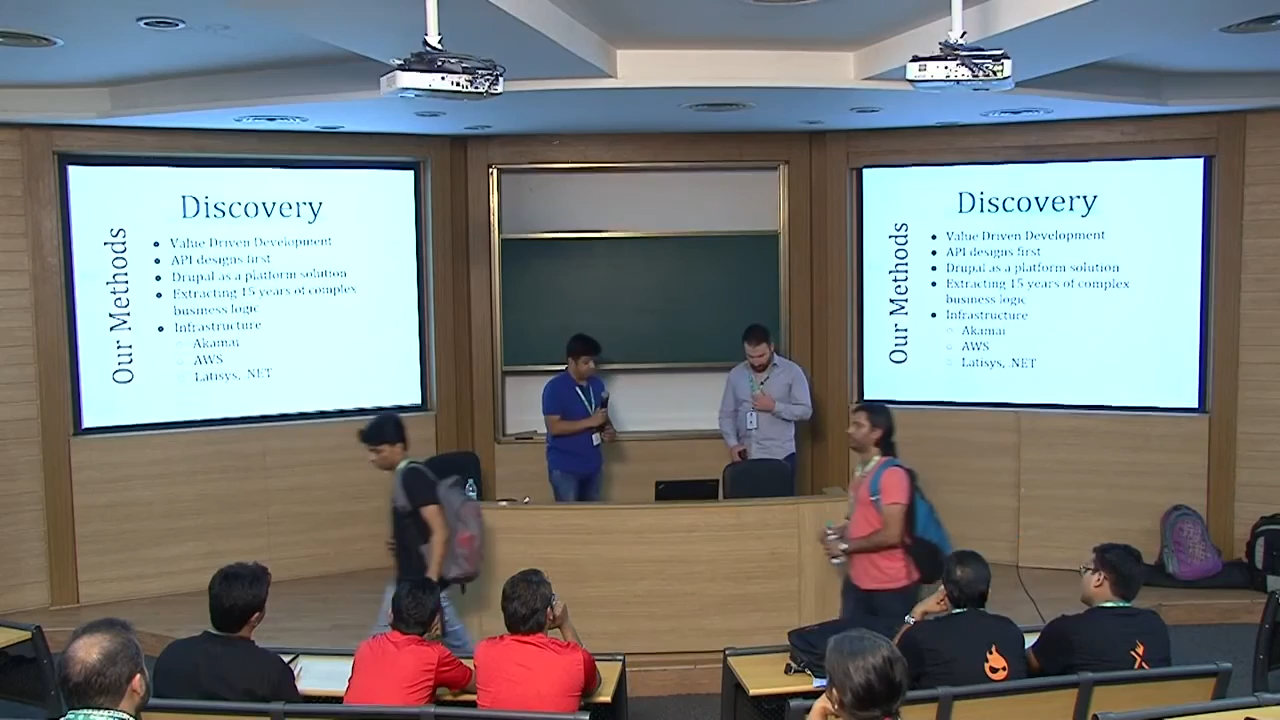 Discovery
Our Methods
Value Driven Development
API designs first
Drupal as a platform solution
Extracting 15 years of complex
business logic
Infrastructure
Akamai
AWS
Latisys, .NET
Discovery
Our Methods
Value Driven Development
API designs first
Drupal as a platform solution
Extracting 15 years of complex
business logic
Infrastructure
Akamai
AWS
Latisys, .NET